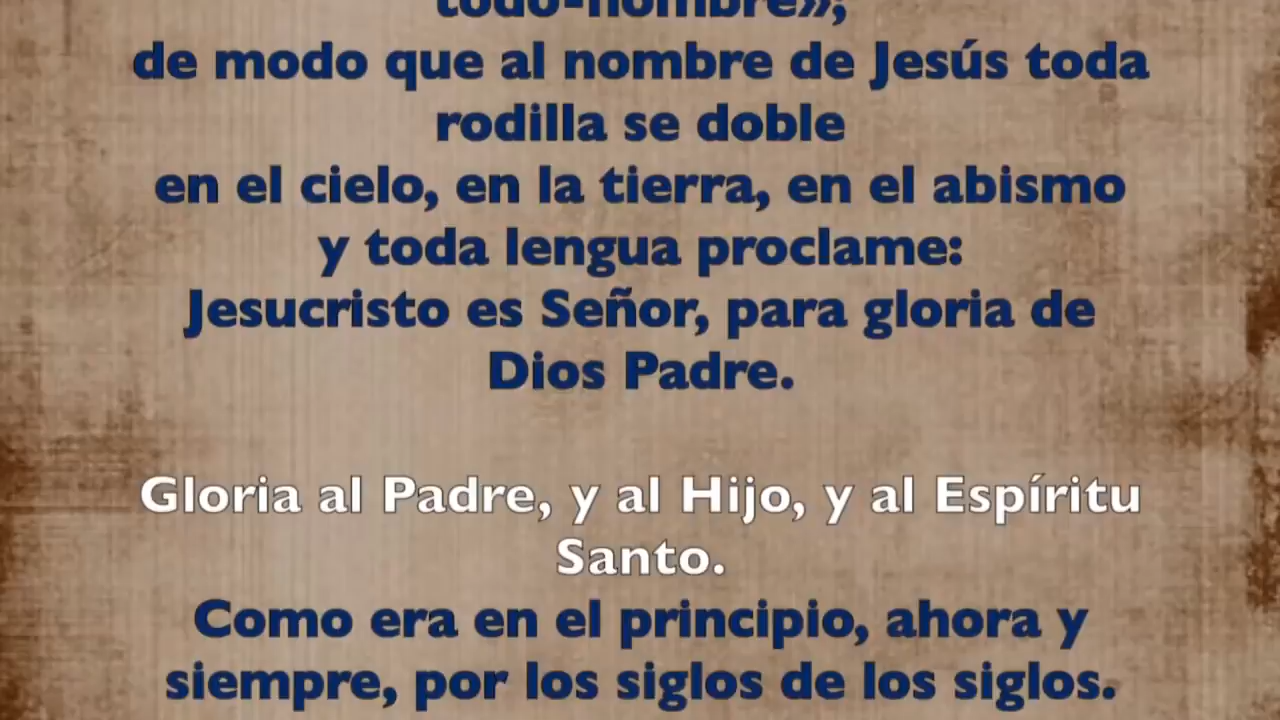 todo-nombre»;
de modo que al nombre de Jesús toda
rodilla se doble
en el cielo, en la tierra, en el abismo
y toda lengua proclame:
Jesucristo es Señor, para gloria de
Dios Padre.
Gloria al Padre, y al Hijo, y al Espíritu
Santo.
Como era en el principio, ahora y
siempre, por los siglos de los siglos.